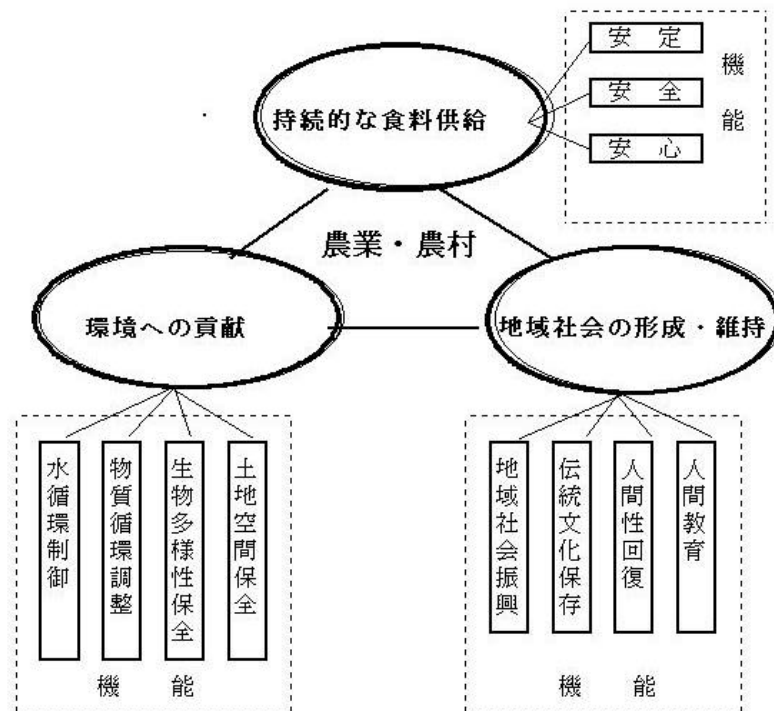 安定
安全
安心
機能
持続的な食料供給
農業・農村
環境への貢献
地域社会の形成・維持
水循環制御
物質循環調整
生物多様性保全
土地空間保全
機能
地域社会振興
伝統文化保存
人間性回復
人間教育
機能